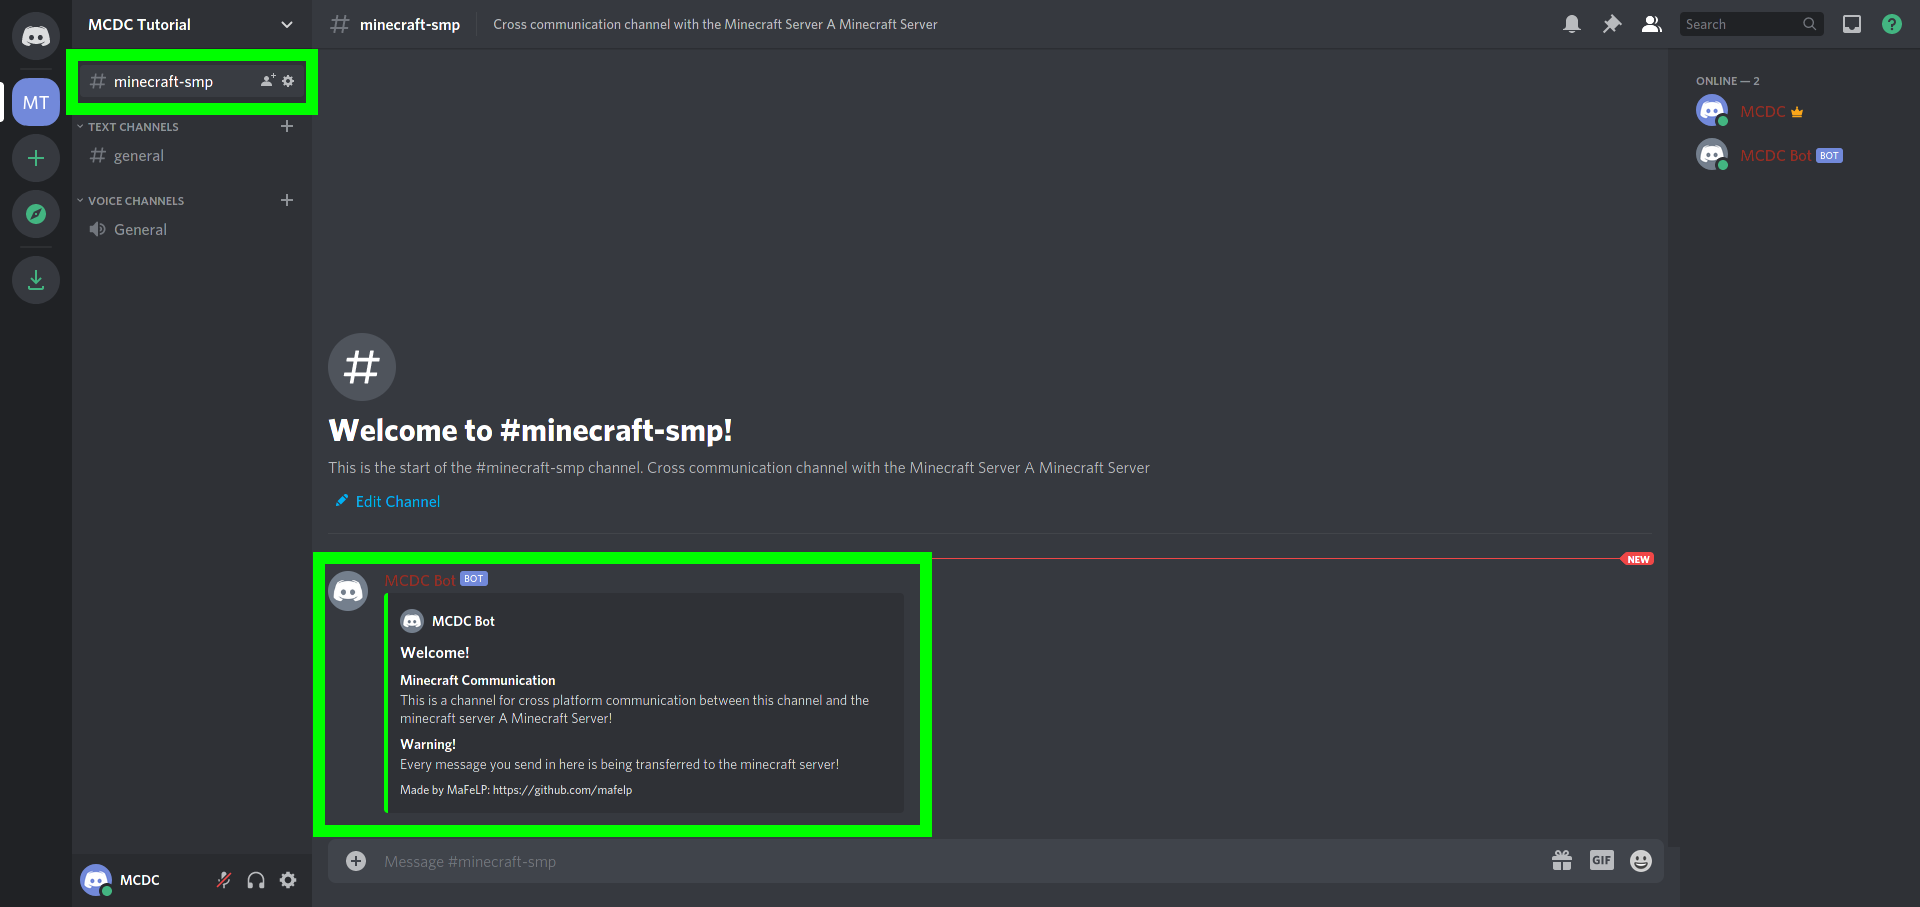 MCDC Tutorial
minecraft-smp
Cross communication channel with the Minecraft Server A Minecraft Server
Search
?
MT
minecraft-smp
TEXT CHANNELS
general
VOICE CHANNELS
General
Welcome to #minecraft-smp!
This is the start of the #minecraft-smp channel. Cross communication channel with the Minecraft Server A Minecraft Server
Edit Channel
NEW
MCDC Bot BOT
MCDC Bot
Welcome!
Minecraft Communication
This is a channel for cross platform communication between this channel and the
minecraft server A Minecraft Server!
Warning!
Every message you send in here is being transferred to the minecraft server!
Made by MaFeLP: https://github.com/mafelp
Message #minecraft-smp
GIF
MCDC
ONLINE — 2
MCDC
MCDC Bot BOT